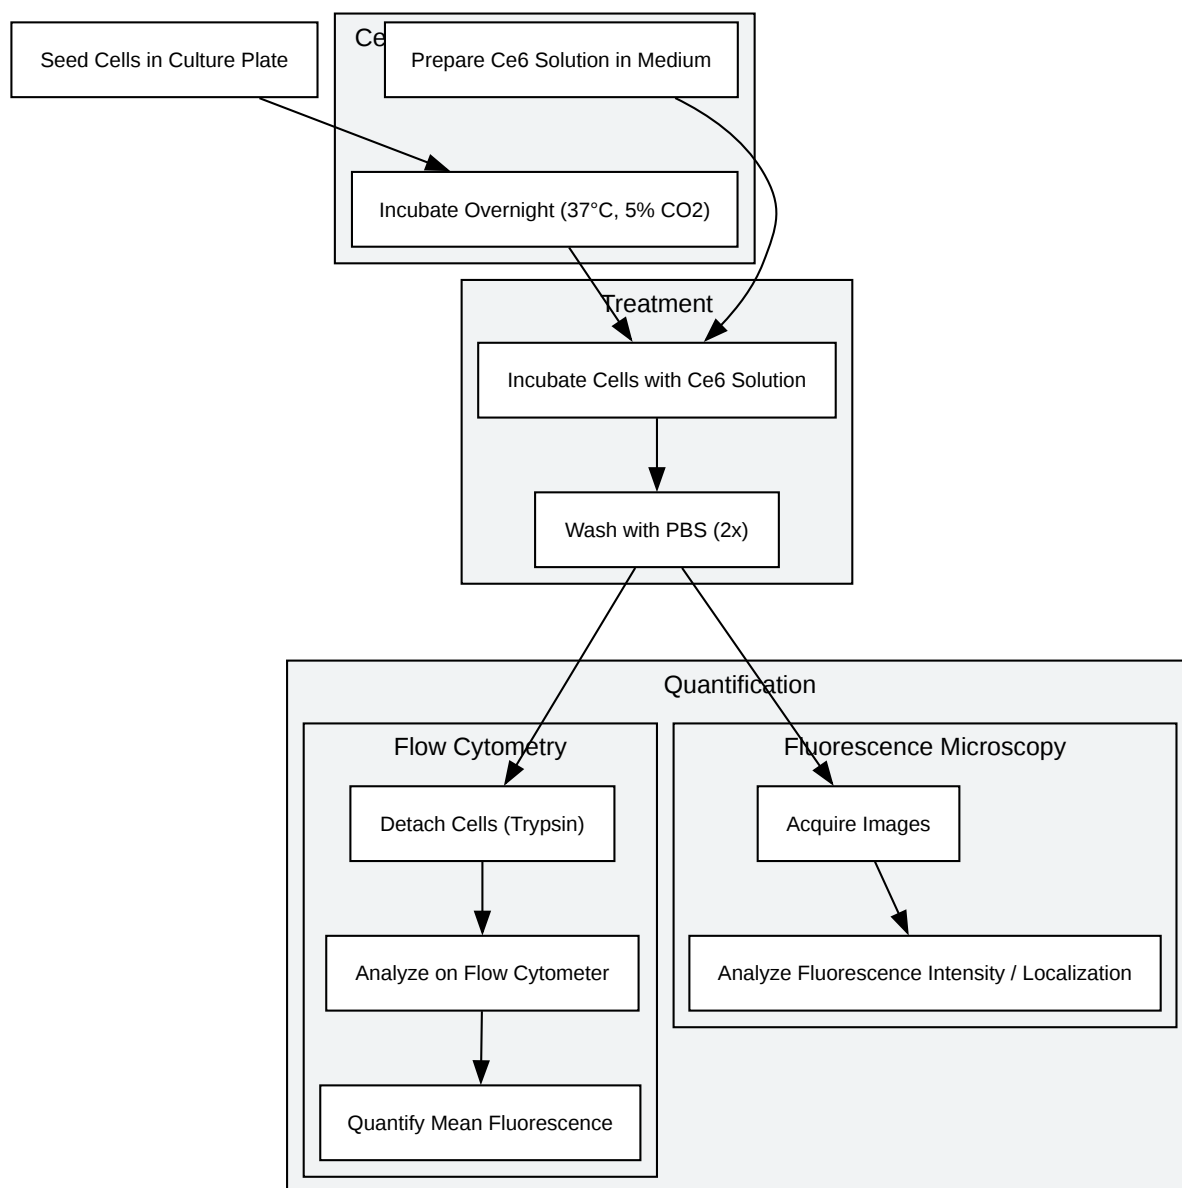 Seed Cells in Culture Plate
Prepare Ce6 Solution in Medium
Incubate Overnight (37°C, 5% CO2)
Treatment
Incubate Cells with Ce6 Solution
Wash with PBS (2x)
Quantification
Flow Cytometry
Fluorescence Microscopy
Detach Cells (Trypsin)
Acquire Images
Analyze on Flow Cytometer
Analyze Fluorescence Intensity / Localization
Quantify Mean Fluorescence